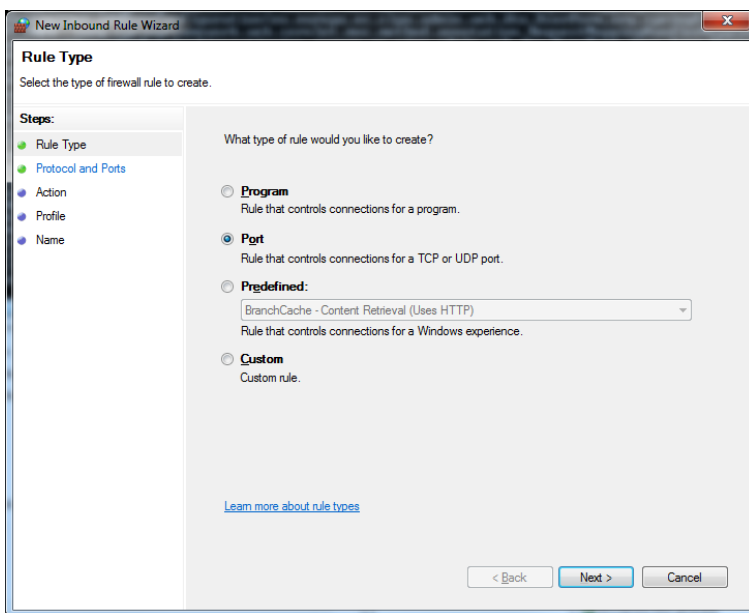 New Inbound Rule Wizard
Rule Type
Select the type of firewall rule to create.
Steps:
Rule Type
Protocol and Ports
Action
Profile
Name
What type of rule would you like to create?
Program
Rule that controls connections for a program.
Port
Rule that controls connections for a TCP or UDP port.
Predefined:
BranchCache - Content Retrieval (Uses HTTP)
Rule that controls connections for a Windows experience.
Custom
Custom rule.
Learn more about rule types
< Back
Next >
Cancel